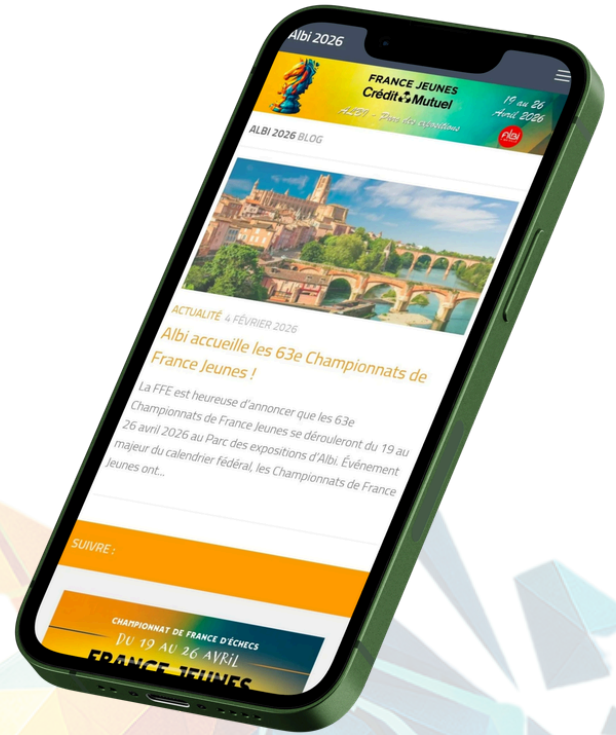 Albi 2026
FRANCE JEUNES
Crédit Mutuel
ALBI - Parc des expositions
19 au 26
Avril 2026
Albi
ALBI 2026 BLOG
ACTUALITÉ 4 FÉVRIER 2026
Albi accueille les 63e Championnats de
France Jeunes !
La FFE est heureuse d'annoncer que les 63e
Championnats de France Jeunes se dérouleront du 19 au
26 avril 2026 au Parc des expositions d'Albi. Événement
majeur du calendrier fédéral, les Championnats de France
Jeunes ont...
SUIVRE :
CHAMPIONNAT DE FRANCE D'ÉCHECS
DU 19 AU 26 AVRIL
FRANCE JEUNES